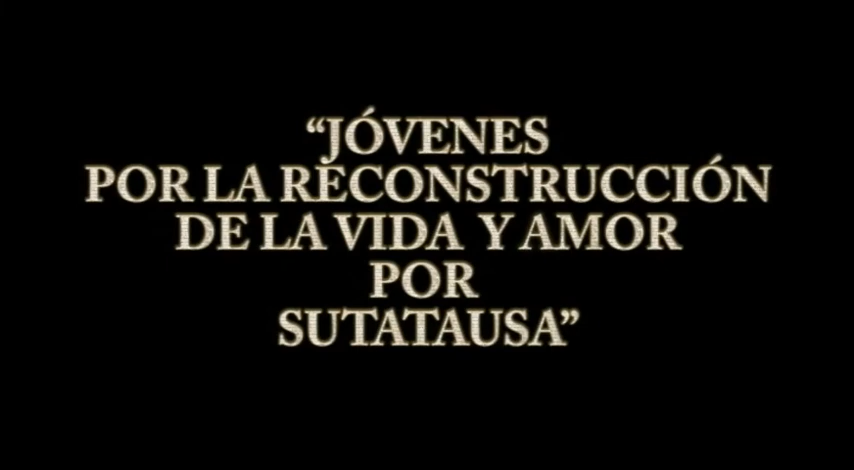 “JÓVENES
POR LA RECONSTRUCCIÓN
DE LA VIDA Y AMOR
POR
SUTATAUSA”